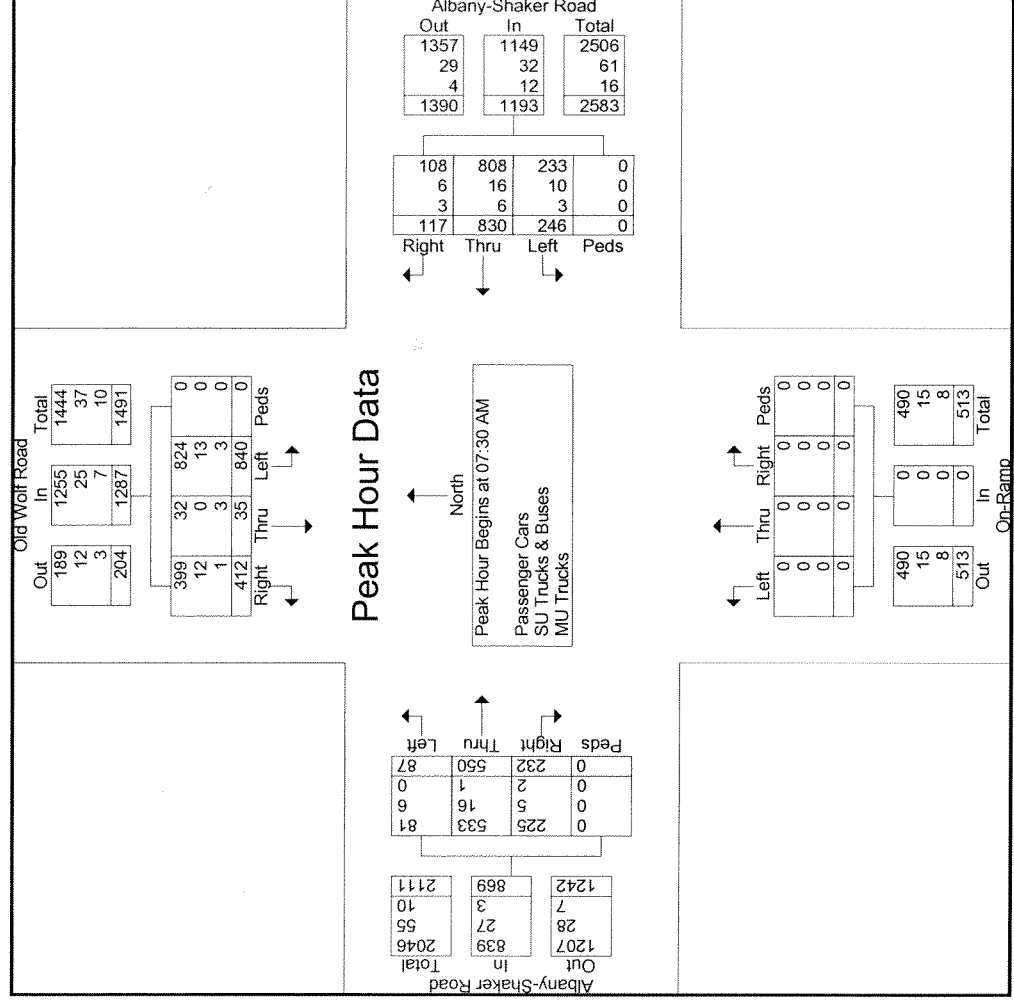 Albany-Shaker Road
Out In Total
1357 1149 2506
29 32 61
4 12 16
1390 1193 2583
108 808 233 0
6 16 10 0
3 6 3 0
117 830 246 0
Right Thru Left Peds
Old Wolf Road
Out In Total
189 1255 1444
12 25 37
3 7 10
204 1287 1491
399 32 824 0
12 0 13 0
1 3 3 0
412 35 840 0
Right Thru Left Peds
Peak Hour Data
North
Peak Hour Begins at 07:30 AM
Passenger Cars
SU Trucks & Buses
MU Trucks
Left Thru Right Peds
0 0 0 0
0 0 0 0
0 0 0 0
0 0 0 0
490 0 490
15 0 15
8 0 8
513 0 513
Out In Total
On-Ramp
Left Thru Right Peds
87 550 232 0
0 1 2 0
6 16 5 0
81 533 225 0
2111 869 1242
10 3 7
55 27 28
2046 839 1207
Total In Out
Albany-Shaker Road